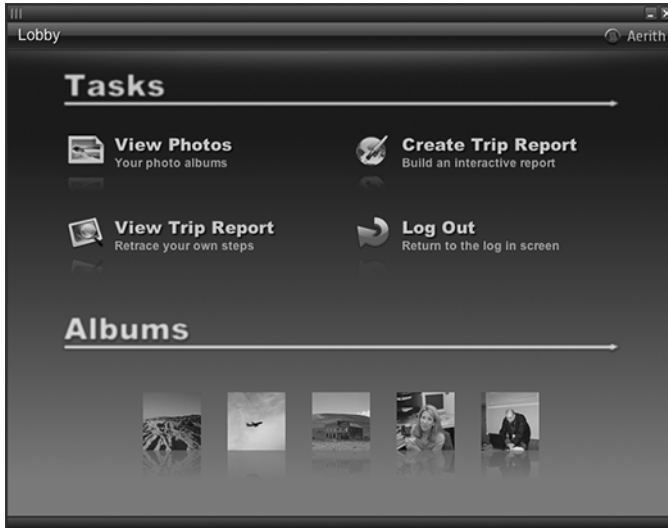 Lobby
Aerith
Tasks
View Photos
Your photo albums
Create Trip Report
Build an interactive report
View Trip Report
Retrace your own steps
Log Out
Return to the log in screen
Albums